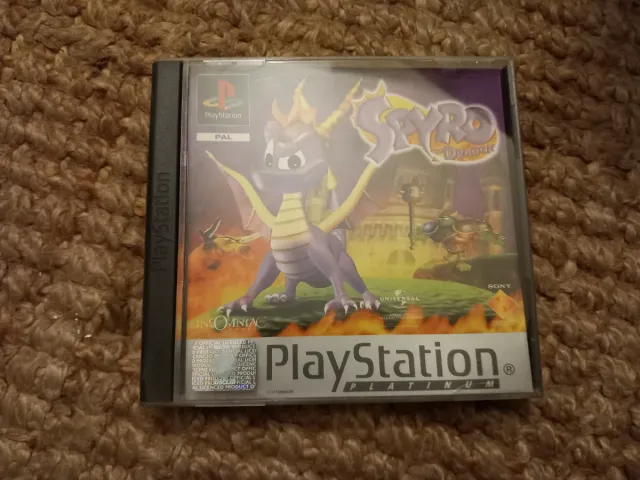 PlayStation
PlayStation
PAL
SPYRO
THE DRAGON
UNIVERSAL
SONY
INSOMNIAC
PlayStation®
PLATINUM